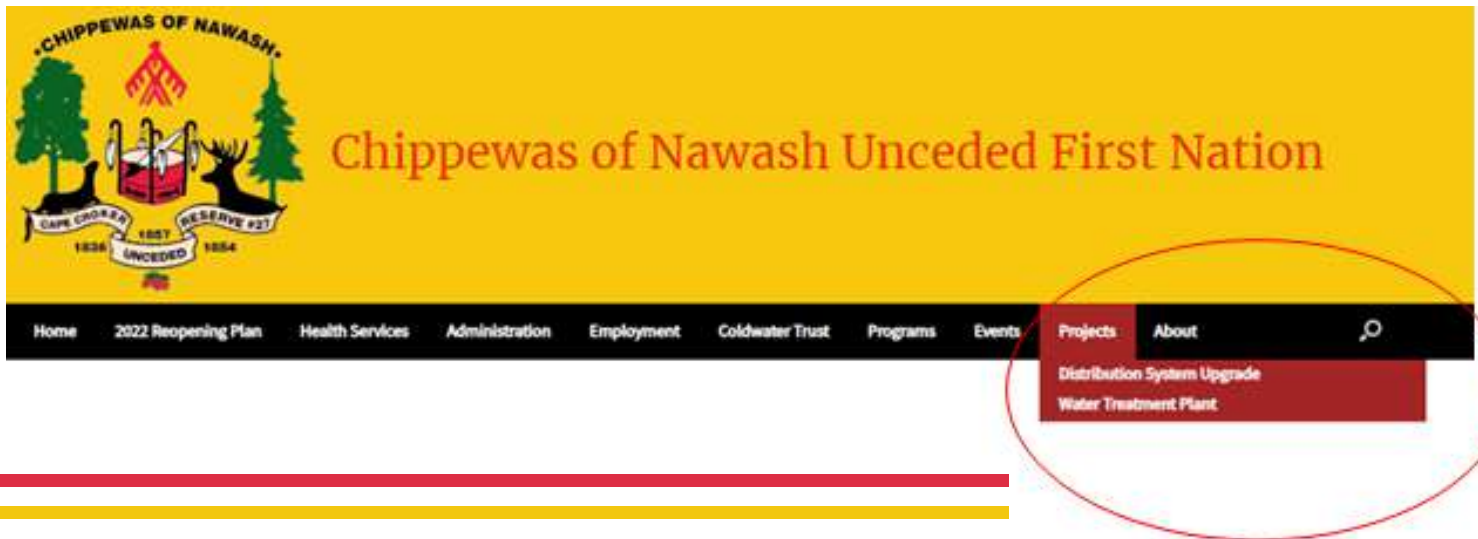 CHIPPEWAS OF NAWASH
CAPE CROKER RESERVE #27
1836 1857 1854
UNCEDED
Chippewas of Nawash Unceded First Nation
Home 2022 Reopening Plan Health Services Administration Employment Coldwater Trust Programs Events Projects About
Distribution System Upgrade
Water Treatment Plant